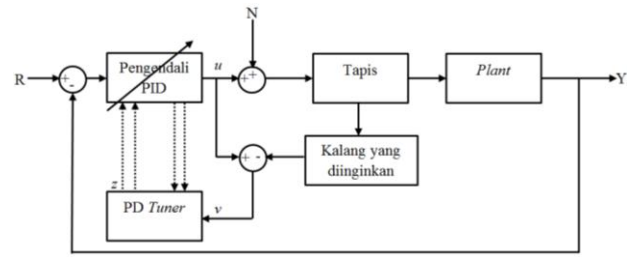 N
R
+
-
Pengendali
PID
u
+
+
Tapis
Plant
Y
+ -
Kalang yang
diinginkan
z
PD Tuner
v